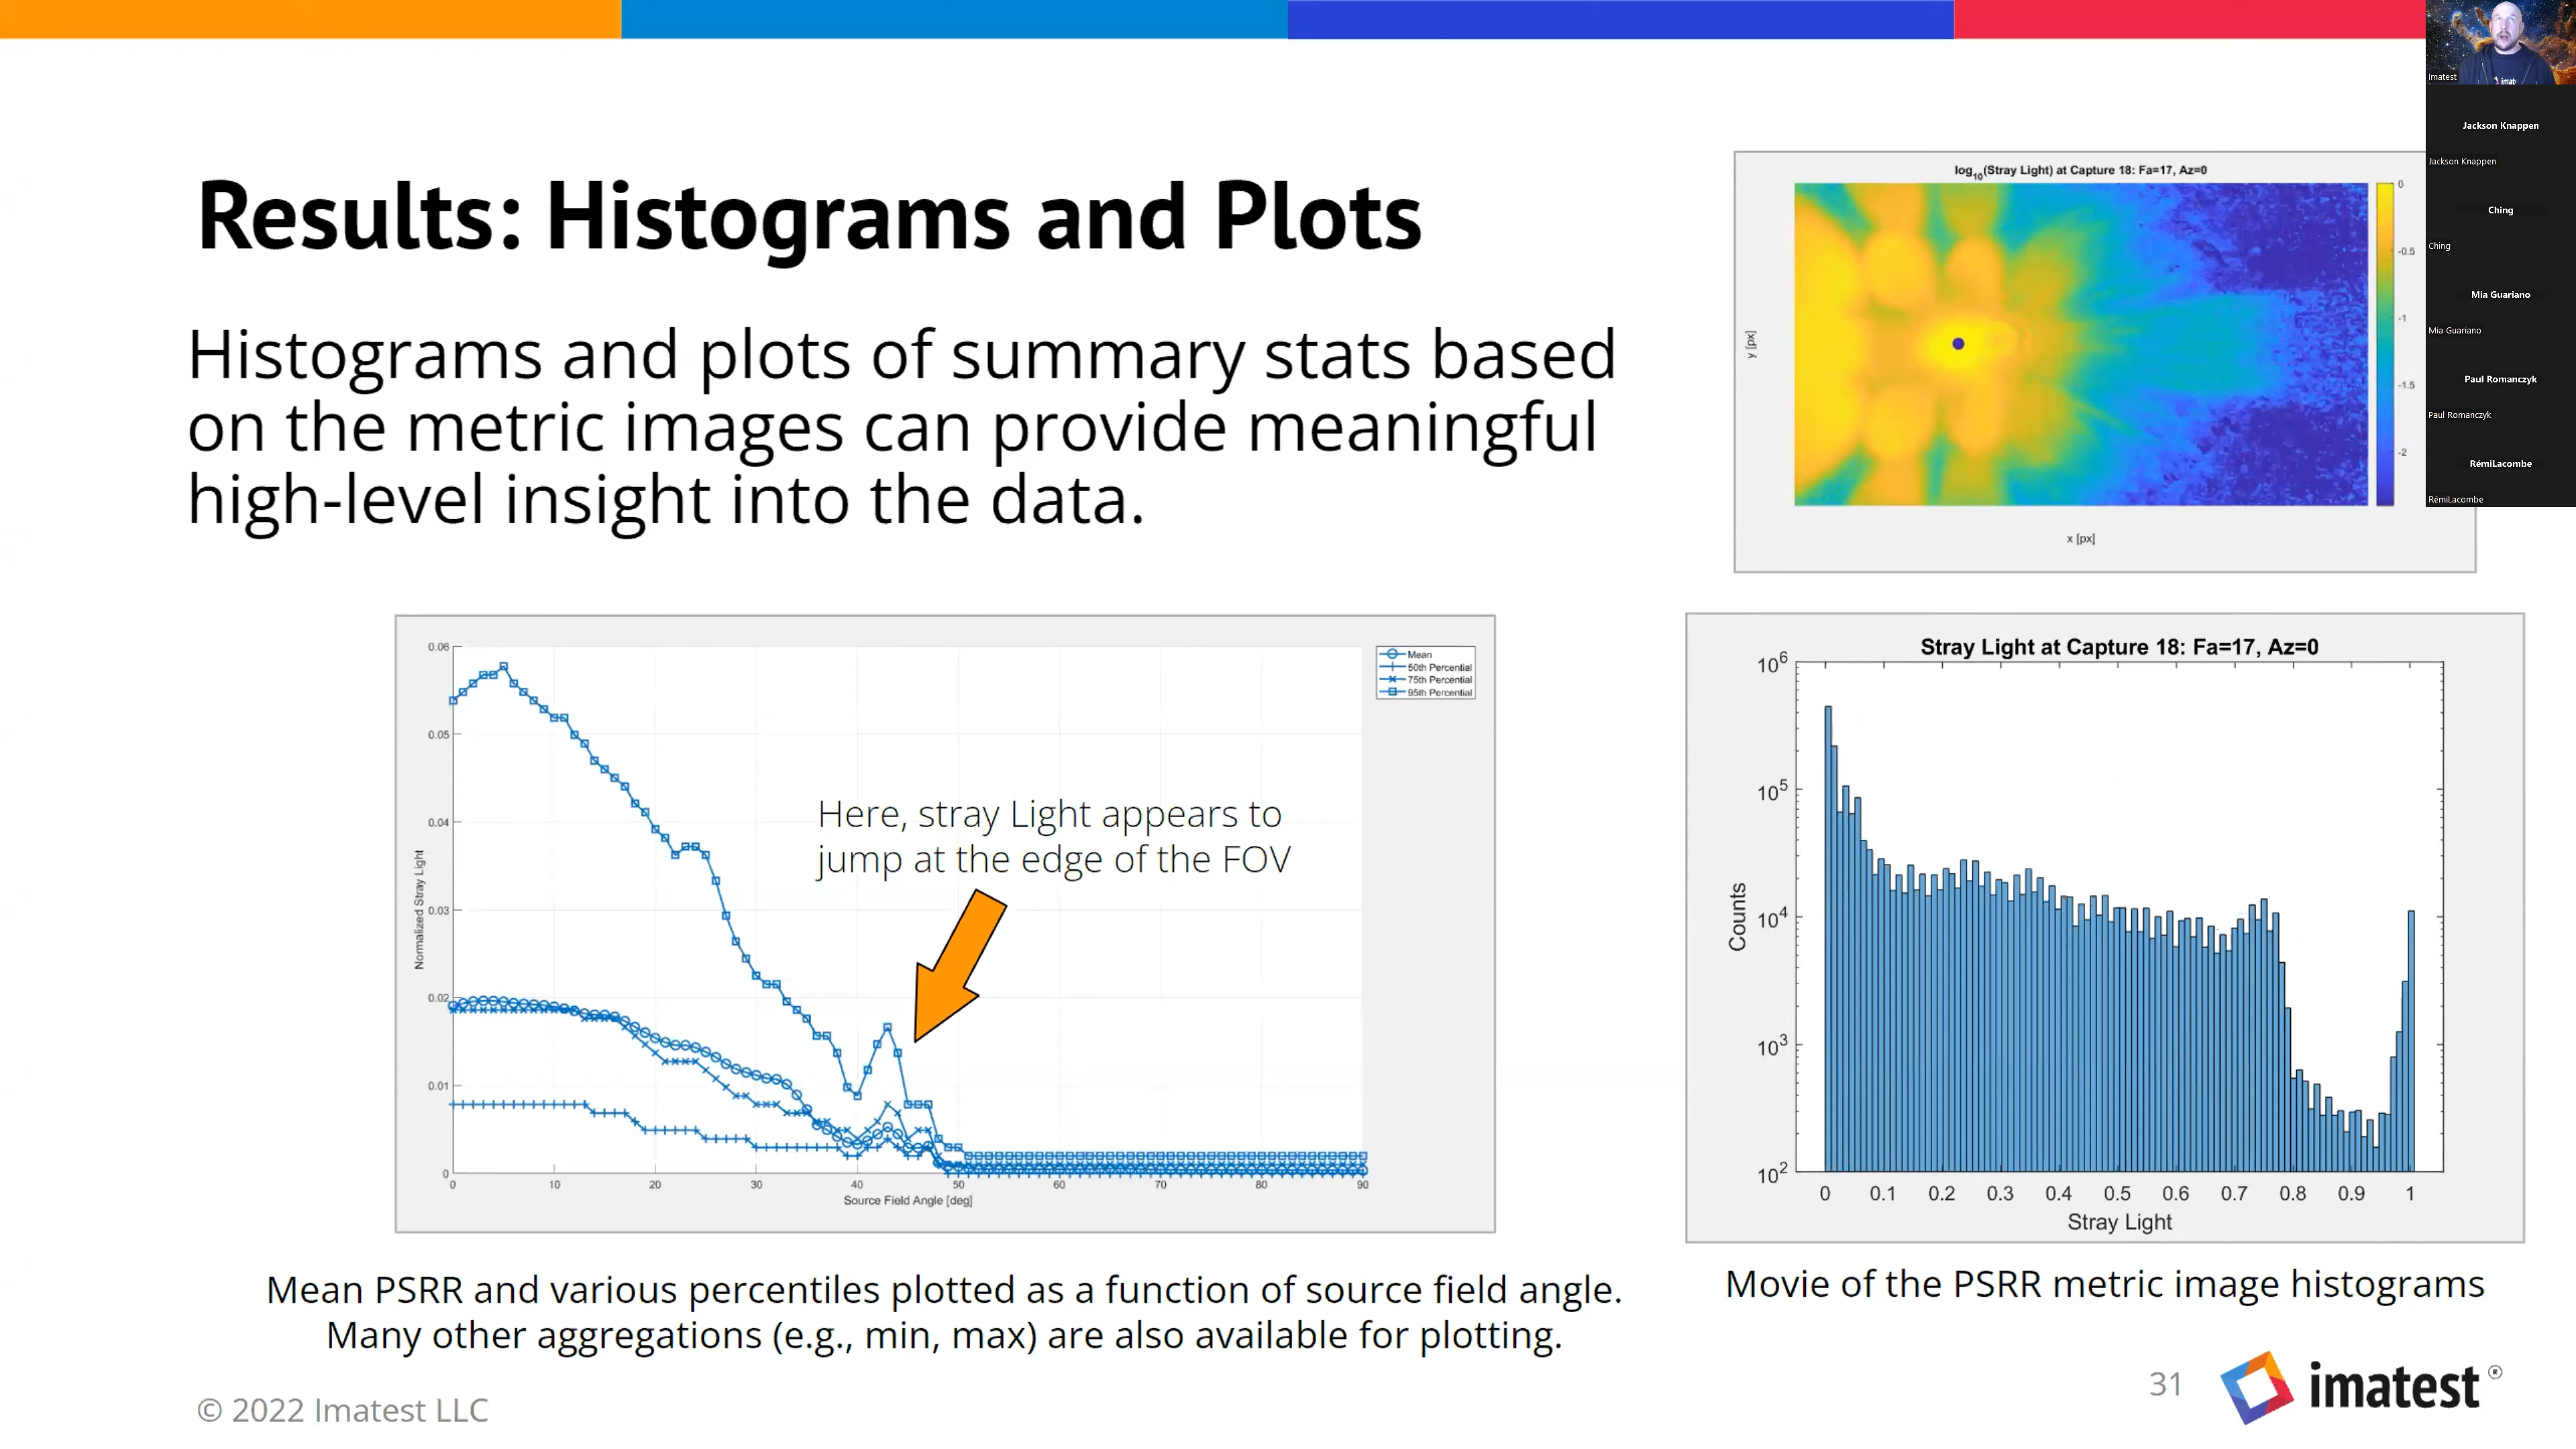 Results: Histograms and Plots
Histograms and plots of summary stats based
on the metric images can provide meaningful
high-level insight into the data.
log10(Stray Light) at Capture 18: Fa=17, Az=0
y [px]
x [px]
0
-0.5
-1
-1.5
-2
Imatest
Jackson Knappen
Jackson Knappen
Ching
Ching
Mia Guariano
Mia Guariano
Paul Romanczyk
Paul Romanczyk
RémiLacombe
RémiLacombe
0.06
0.05
0.04
0.03
0.02
0.01
0
Normalized Stray Light
0 10 20 30 40 50 60 70 80 90
Source Field Angle [deg]
Mean
50th Percential
75th Percential
95th Percential
Here, stray Light appears to
jump at the edge of the FOV
Mean PSRR and various percentiles plotted as a function of source field angle.
Many other aggregations (e.g., min, max) are also available for plotting.
Stray Light at Capture 18: Fa=17, Az=0
10^6
10^5
10^4
10^3
10^2
Counts
0 0.1 0.2 0.3 0.4 0.5 0.6 0.7 0.8 0.9 1
Stray Light
Movie of the PSRR metric image histograms
© 2022 Imatest LLC
31
imatest®